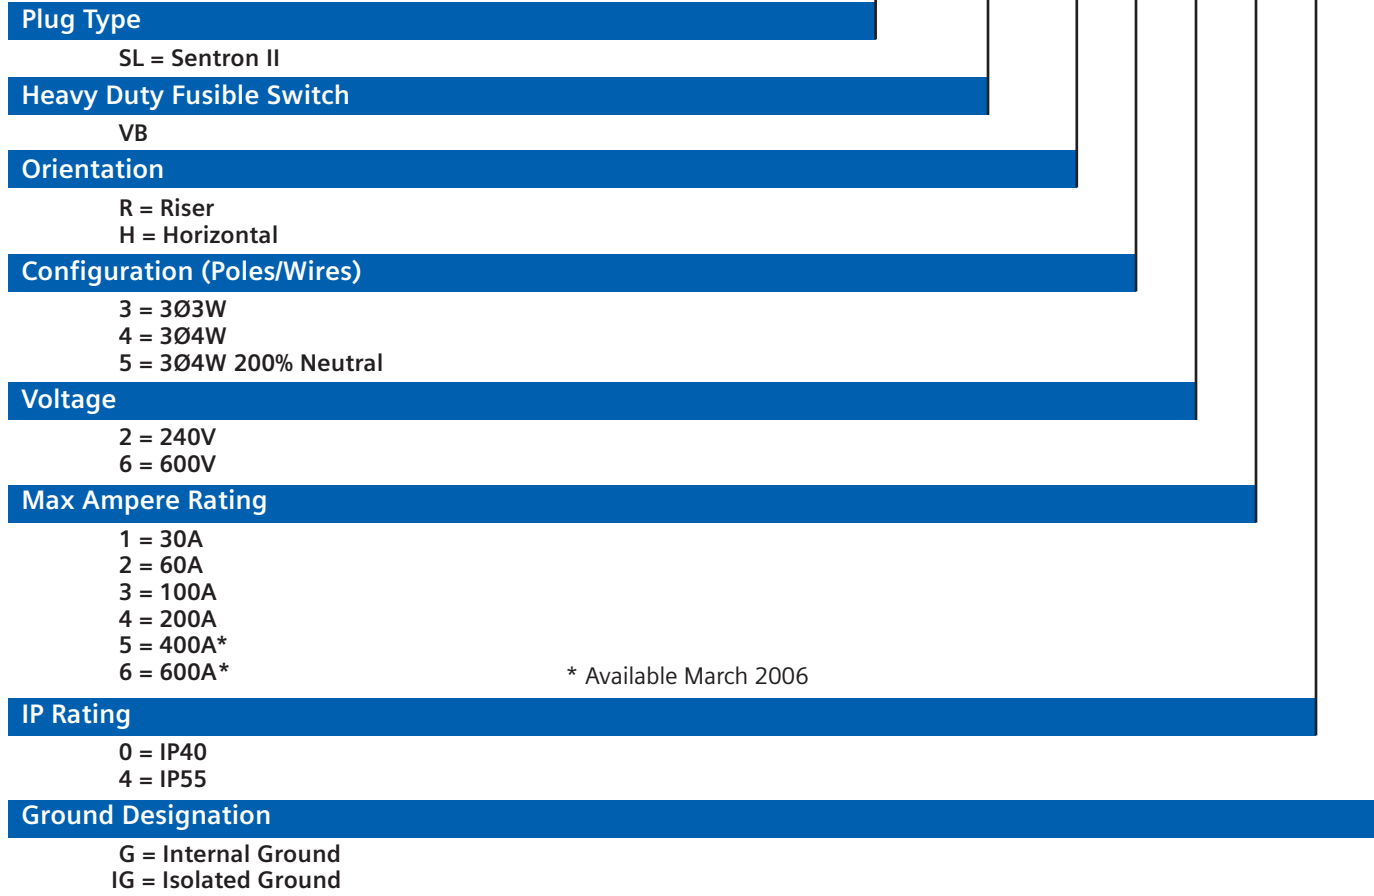 Plug Type
SL = Sentron II
Heavy Duty Fusible Switch
VB
Orientation
R = Riser
H = Horizontal
Configuration (Poles/Wires)
3 = 3Ø3W
4 = 3Ø4W
5 = 3Ø4W 200% Neutral
Voltage
2 = 240V
6 = 600V
Max Ampere Rating
1 = 30A
2 = 60A
3 = 100A
4 = 200A
5 = 400A*
6 = 600A*
* Available March 2006
IP Rating
0 = IP40
4 = IP55
Ground Designation
G = Internal Ground
IG = Isolated Ground